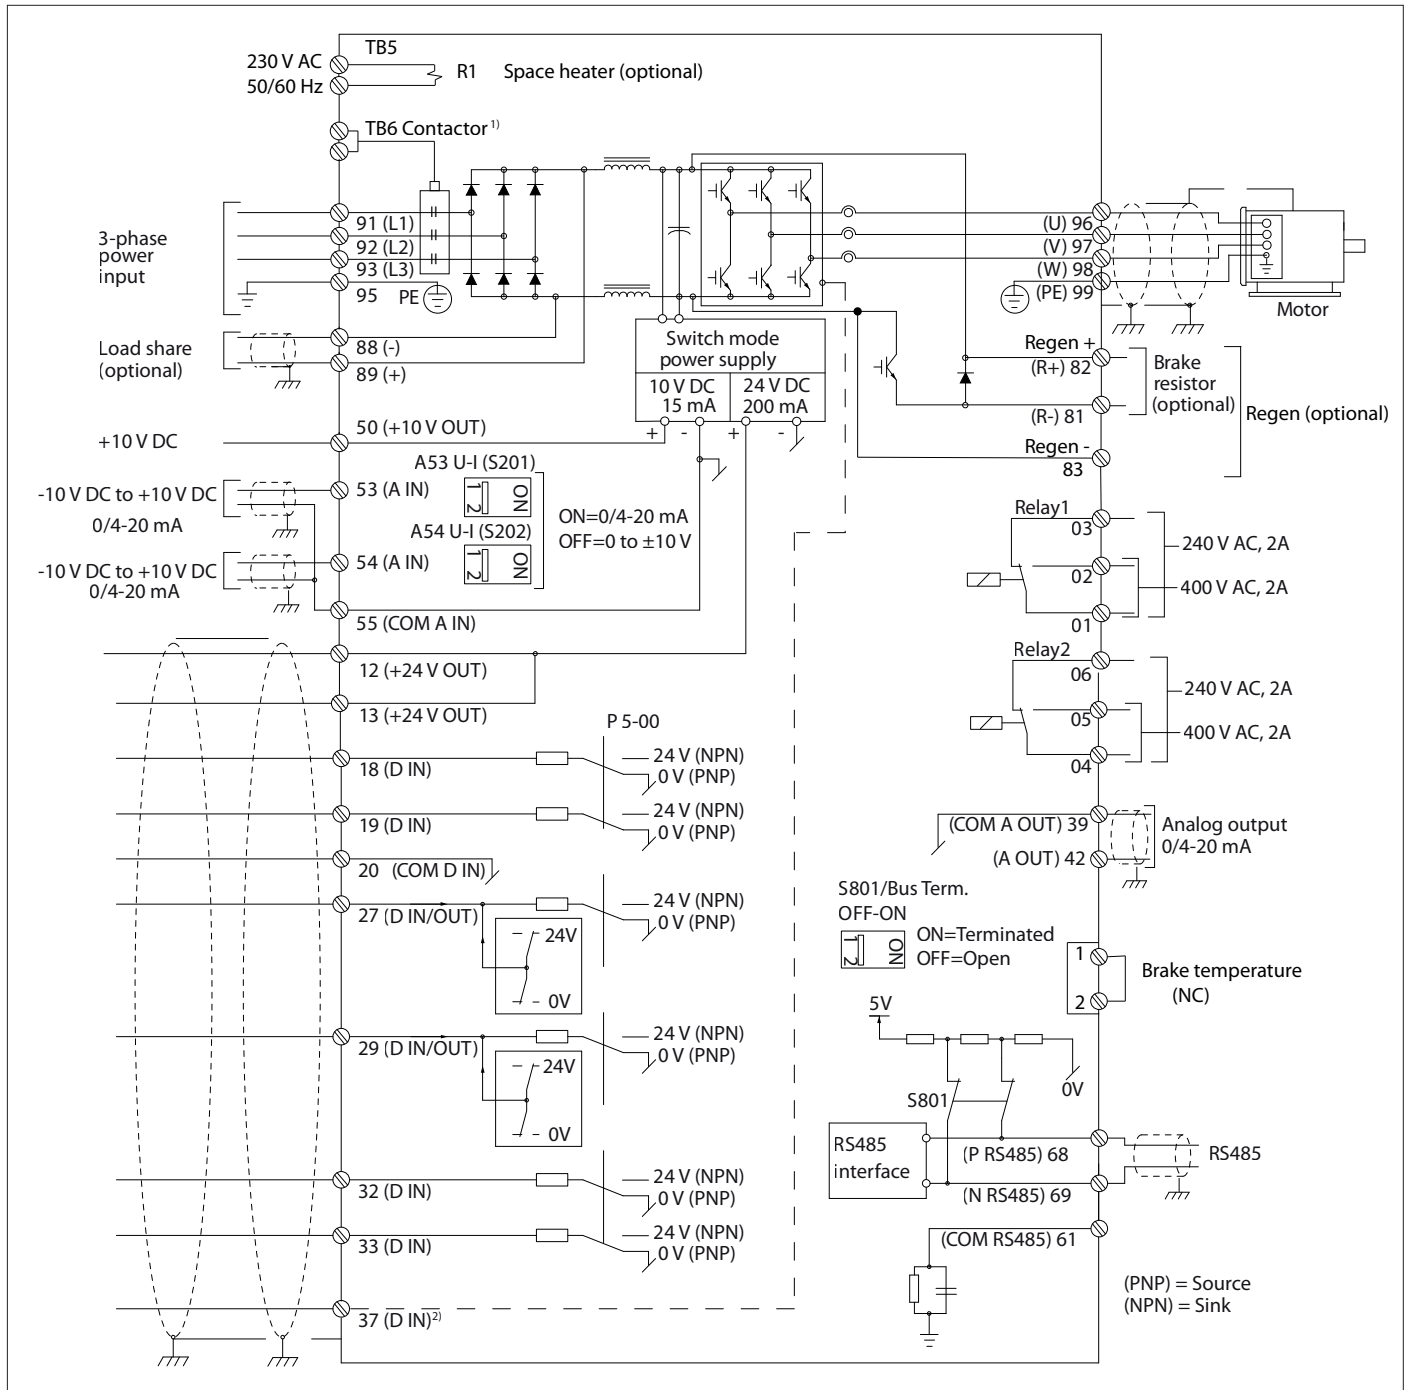 TB5
230 V AC
50/60 Hz
R1
Space heater (optional)
TB6 Contactor 1)
3-phase
power
input
91 (L1)
92 (L2)
93 (L3)
95
PE
(U) 96
(V) 97
(W) 98
(PE) 99
Motor
Load share
(optional)
88 (-)
89 (+)
Switch mode
power supply
10 V DC
15 mA
24 V DC
200 mA
+
-
+
-
Regen +
(R+) 82
Brake
resistor
(optional)
(R-) 81
Regen -
83
Regen (optional)
+10 V DC
50 (+10 V OUT)
A53 U-I (S201)
ON
1 2
-10 V DC to +10 V DC
0/4-20 mA
53 (A IN)
A54 U-I (S202)
ON
1 2
ON=0/4-20 mA
OFF=0 to ±10 V
-10 V DC to +10 V DC
0/4-20 mA
54 (A IN)
55 (COM A IN)
12 (+24 V OUT)
13 (+24 V OUT)
Relay1
03
02
01
240 V AC, 2A
400 V AC, 2A
Relay2
06
05
04
240 V AC, 2A
400 V AC, 2A
P 5-00
18 (D IN)
24 V (NPN)
0 V (PNP)
19 (D IN)
24 V (NPN)
0 V (PNP)
20 (COM D IN)
27 (D IN/OUT)
24 V (NPN)
0 V (PNP)
24V
0V
29 (D IN/OUT)
24 V (NPN)
0 V (PNP)
24V
0V
32 (D IN)
24 V (NPN)
0 V (PNP)
33 (D IN)
24 V (NPN)
0 V (PNP)
37 (D IN) 2)
(COM A OUT) 39
(A OUT) 42
Analog output
0/4-20 mA
S801/Bus Term.
OFF-ON
ON
1 2
ON=Terminated
OFF=Open
1
2
Brake temperature
(NC)
5V
0V
S801
RS485
interface
(P RS485) 68
(N RS485) 69
RS485
(COM RS485) 61
(PNP) = Source
(NPN) = Sink